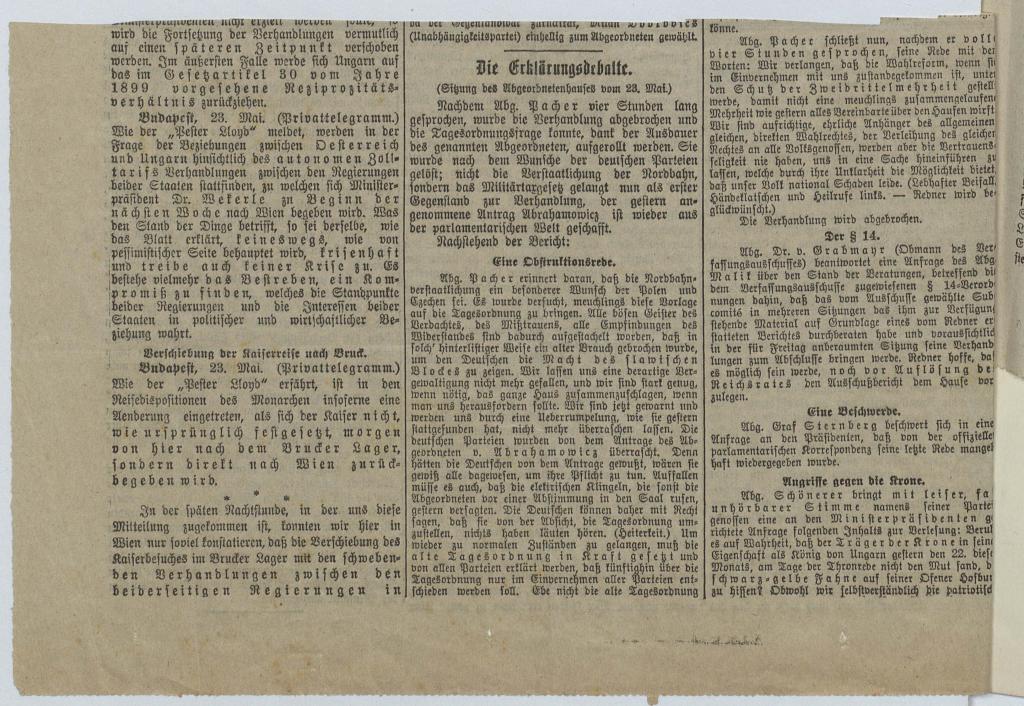 wird die Fortsetzung der Verhandlungen vermutlich
auf einen späteren Zeitpunkt verschoben
werden. Im äußersten Falle werde sich Ungarn auf
das im Gesetzartikel 30 vom Jahre
1899 vorgesehene Reziprozitäts-
verhältnis zurückziehen.
Budapest, 23. Mai. (Privattelegramm.)
Wie der „Pester Lloyd“ meldet, werden in der
Frage der Beziehungen zwischen Oesterreich
und Ungarn hinsichtlich des autonomen Zoll-
tarifs Verhandlungen zwischen den Regierungen
beider Staaten stattfinden, zu welchen sich Minister-
präsident Dr. Wekerle zu Beginn der
nächsten Woche nach Wien begeben wird. Was
den Stand der Dinge betrifft, so sei derselbe, wie
das Blatt erklärt, keineswegs, wie von
pessimistischer Seite behauptet wird, krisenhaft
und treibe auch keiner Krise zu. Es
bestehe vielmehr das Bestreben, ein Kom-
promiß zu finden, welches die Standpunkte
beider Regierungen und die Interessen beider
Staaten in politischer und wirtschaftlicher Be-
ziehung wahrt.
Verschiebung der Kaiserreise nach Bruck.
Budapest, 23. Mai. (Privattelegramm.)
Wie der „Pester Lloyd“ erfährt, ist in den
Reisedispositionen des Monarchen insoferne eine
Aenderung eingetreten, als sich der Kaiser nicht,
wie ursprünglich festgesetzt, morgen
von hier nach dem Brucker Lager,
sondern direkt nach Wien zurück-
begeben wird.
* * *
In der späten Nachtstunde, in der uns diese
Mitteilung zugekommen ist, konnten wir hier in
Wien nur soviel konstatieren, daß die Verschiebung des
Kaiserbesuches im Brucker Lager mit den schweben-
den Verhandlungen zwischen den
beiderseitigen Regierungen in
(Unabhängigkeitspartei) einhellig zum Abgeordneten gewählt.
Die Erklärungsdebatte.
(Sitzung des Abgeordnetenhauses vom 23. Mai.)
Nachdem Abg. Pacher vier Stunden lang
gesprochen, wurde die Verhandlung abgebrochen und
die Tagesordnungsfrage konnte, dank der Ausdauer
des genannten Abgeordneten, aufgerollt werden. Sie
wurde nach dem Wunsche der deutschen Parteien
gelöst; nicht die Verstaatlichung der Nordbahn,
sondern das Militärtaxgesetz gelangt nun als erster
Gegenstand zur Verhandlung, der gestern an-
genommene Antrag Abrahamowicz ist wieder aus
der parlamentarischen Welt geschafft.
Nachstehend der Bericht:
Eine Obstruktionsrede.
Abg. Pacher erinnert daran, daß die Nordbahn-
verstaatlichung ein besonderer Wunsch der Polen und
Czechen sei. Es wurde versucht, meuchlings diese Vorlage
auf die Tagesordnung zu bringen. Alle bösen Geister des
Verdachtes, des Mißtrauens, alle Empfindungen des
Widerstandes sind dadurch aufgestachelt worden, daß in
solch' hinterlistiger Weise ein alter Brauch gebrochen wurde,
um den Deutschen die Macht des slawischen
Blockes zu zeigen. Wir lassen uns eine derartige Ver-
gewaltigung nicht mehr gefallen, und wir sind stark genug,
wenn nötig, das ganze Haus zusammenzuschlagen, wenn
man uns herausfordern sollte. Wir sind jetzt gewarnt und
werden uns durch eine Ueberrumpelung, wie sie gestern
stattgefunden hat, nicht mehr überraschen lassen. Die
deutschen Parteien wurden von dem Antrage des Ab-
geordneten v. Abrahamowicz überrascht. Denn
hätten die Deutschen von dem Antrage gewußt, wären sie
gewiß alle dagewesen, um ihre Pflicht zu tun. Auffallen
müsse es auch, daß die elektrischen Klingeln, die sonst die
Abgeordneten vor einer Abstimmung in den Saal rufen,
gestern versagten. Die Deutschen können daher mit Recht
sagen, daß sie von der Absicht, die Tagesordnung um-
zustellen, nichts haben läuten hören. (Heiterkeit.) Um
wieder zu normalen Zuständen zu gelangen, muß die
alte Tagesordnung in Kraft gesetzt und
von allen Parteien erklärt werden, daß künftighin über die
Tagesordnung nur im Einvernehmen aller Parteien ent-
schieden werden soll. Ehe nicht die alte Tagesordnung
könne.
Abg. Pacher schließt nun, nachdem er voll
vier Stunden gesprochen, seine Rede mit den
Worten: Wir verlangen, daß die Wahlreform, wenn si
im Einvernehmen mit uns zustandegekommen ist, unter
den Schutz der Zweidrittelmehrheit gestell
werde, damit nicht eine meuchlings zusammengelaufene
Mehrheit wie gestern alles Vereinbarte über den Haufen wirft.
Wir sind aufrichtige, ehrliche Anhänger des allgemeinen
gleichen, direkten Wahlrechtes, der Verleihung des gleichen
Rechtes an alle Volksgenossen, werden aber die Vertrauens-
seligkeit nie haben, uns in eine Sache hineinführen zu
lassen, welche durch ihre Unklarheit die Möglichkeit bietet,
daß unser Volk national Schaden leide. (Lebhafter Beifall,
Händeklatschen und Heilrufe links. — Redner wird be-
glückwünscht.)
Die Verhandlung wird abgebrochen.
Der § 14.
Abg. Dr. v. Grabmayr (Obmann des Ver-
fassungsausschusses) beantwortet eine Anfrage des Abg.
Malik über den Stand der Beratungen, betreffend di
dem Verfassungsausschusse zugewiesenen § 14-Verord-
nungen dahin, daß das vom Ausschusse gewählte Sub-
comité in mehreren Sitzungen das ihm zur Verfügung
stehende Material auf Grundlage eines vom Redner er-
statteten Berichtes durchberaten habe und voraussichtlich
in der für Freitag anberaumten Sitzung seine Verhand-
lungen zum Abschlusse bringen werde. Redner hoffe, da
es möglich sein werde, noch vor Auflösung de
Reichsrates den Ausschußbericht dem Hause vor-
zulegen.
Eine Beschwerde.
Abg. Graf Sternberg beschwert sich in eine
Anfrage an den Präsidenten, daß von der offizielle
parlamentarischen Korrespondenz seine letzte Rede mangel-
haft wiedergegeben wurde.
Angriffe gegen die Krone.
Abg. Schönerer bringt mit leiser, fa
unhörbarer Stimme namens seiner Partei-
genossen eine an den Ministerpräsidenten g
richtete Anfrage folgenden Inhalts zur Verlesung: Beruh
es auf Wahrheit, daß der Träger der Krone in seine
Eigenschaft als König von Ungarn gestern den 22. diese
Monats, am Tage der Thronrede nicht den Mut fand, d
schwarz-gelbe Fahne auf seiner Ofener Hofbur
zu hissen? Obwohl wir selbstverständlich die patriotisch